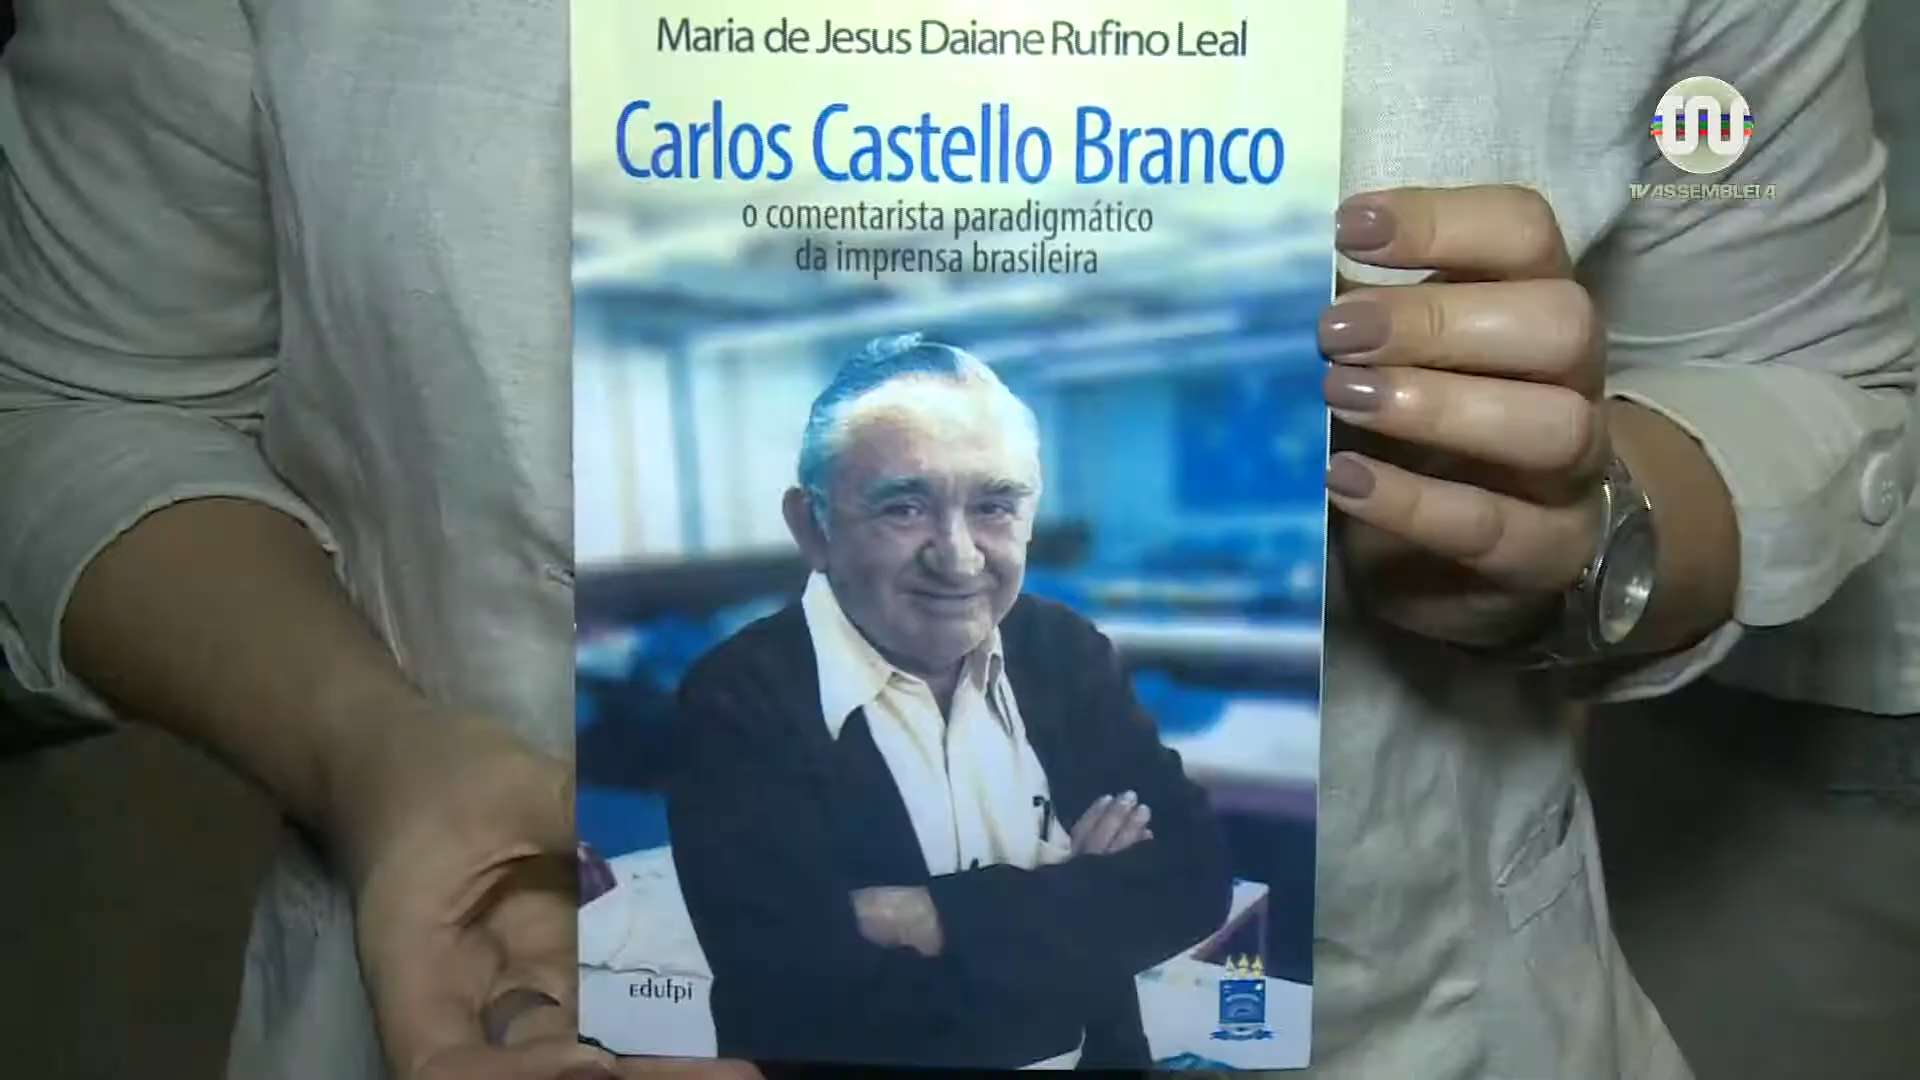 Maria de Jesus Daiane Rufino Leal
Carlos Castello Branco
o comentarista paradigmático
da imprensa brasileira
TV ASSEMBLEIA
EDUFPI